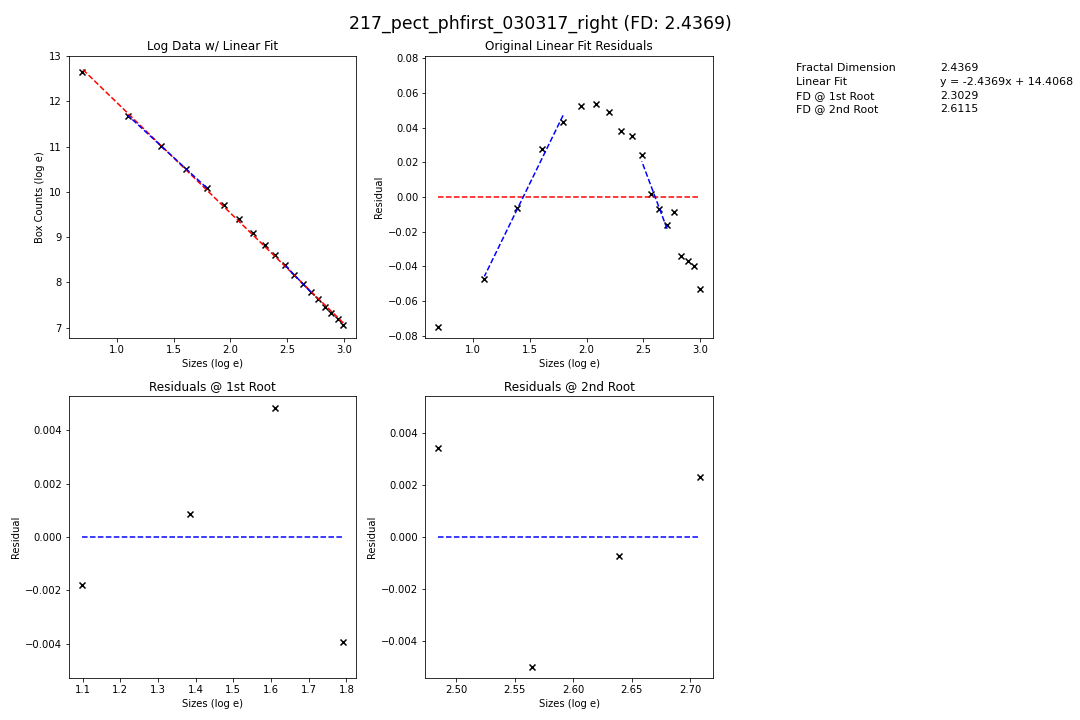 217_pect_phfirst_030317_right (FD: 2.4369)
Log Data w/ Linear Fit
13
12
11
10
9
8
7
Box Counts (log e)
1.0 1.5 2.0 2.5 3.0
Sizes (log e)
Original Linear Fit Residuals
0.08
0.06
0.04
0.02
0.00
−0.02
−0.04
−0.06
−0.08
Residual
1.0 1.5 2.0 2.5 3.0
Sizes (log e)
Fractal Dimension 2.4369
Linear Fit y = -2.4369x + 14.4068
FD @ 1st Root 2.3029
FD @ 2nd Root 2.6115
Residuals @ 1st Root
0.004
0.002
0.000
−0.002
−0.004
Residual
1.1 1.2 1.3 1.4 1.5 1.6 1.7 1.8
Sizes (log e)
Residuals @ 2nd Root
0.004
0.002
0.000
−0.002
−0.004
Residual
2.50 2.55 2.60 2.65 2.70
Sizes (log e)